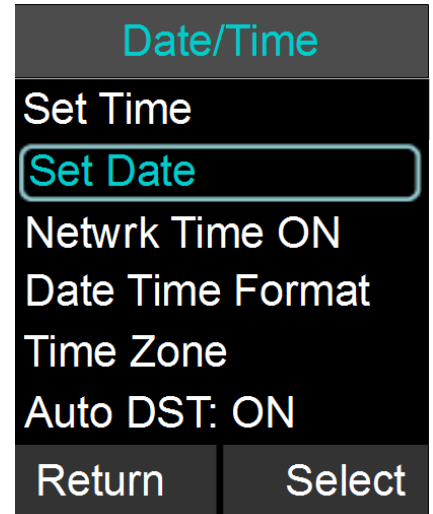 Date/Time
Set Time
Set Date
Netwrk Time ON
Date Time Format
Time Zone
Auto DST: ON
Return Select